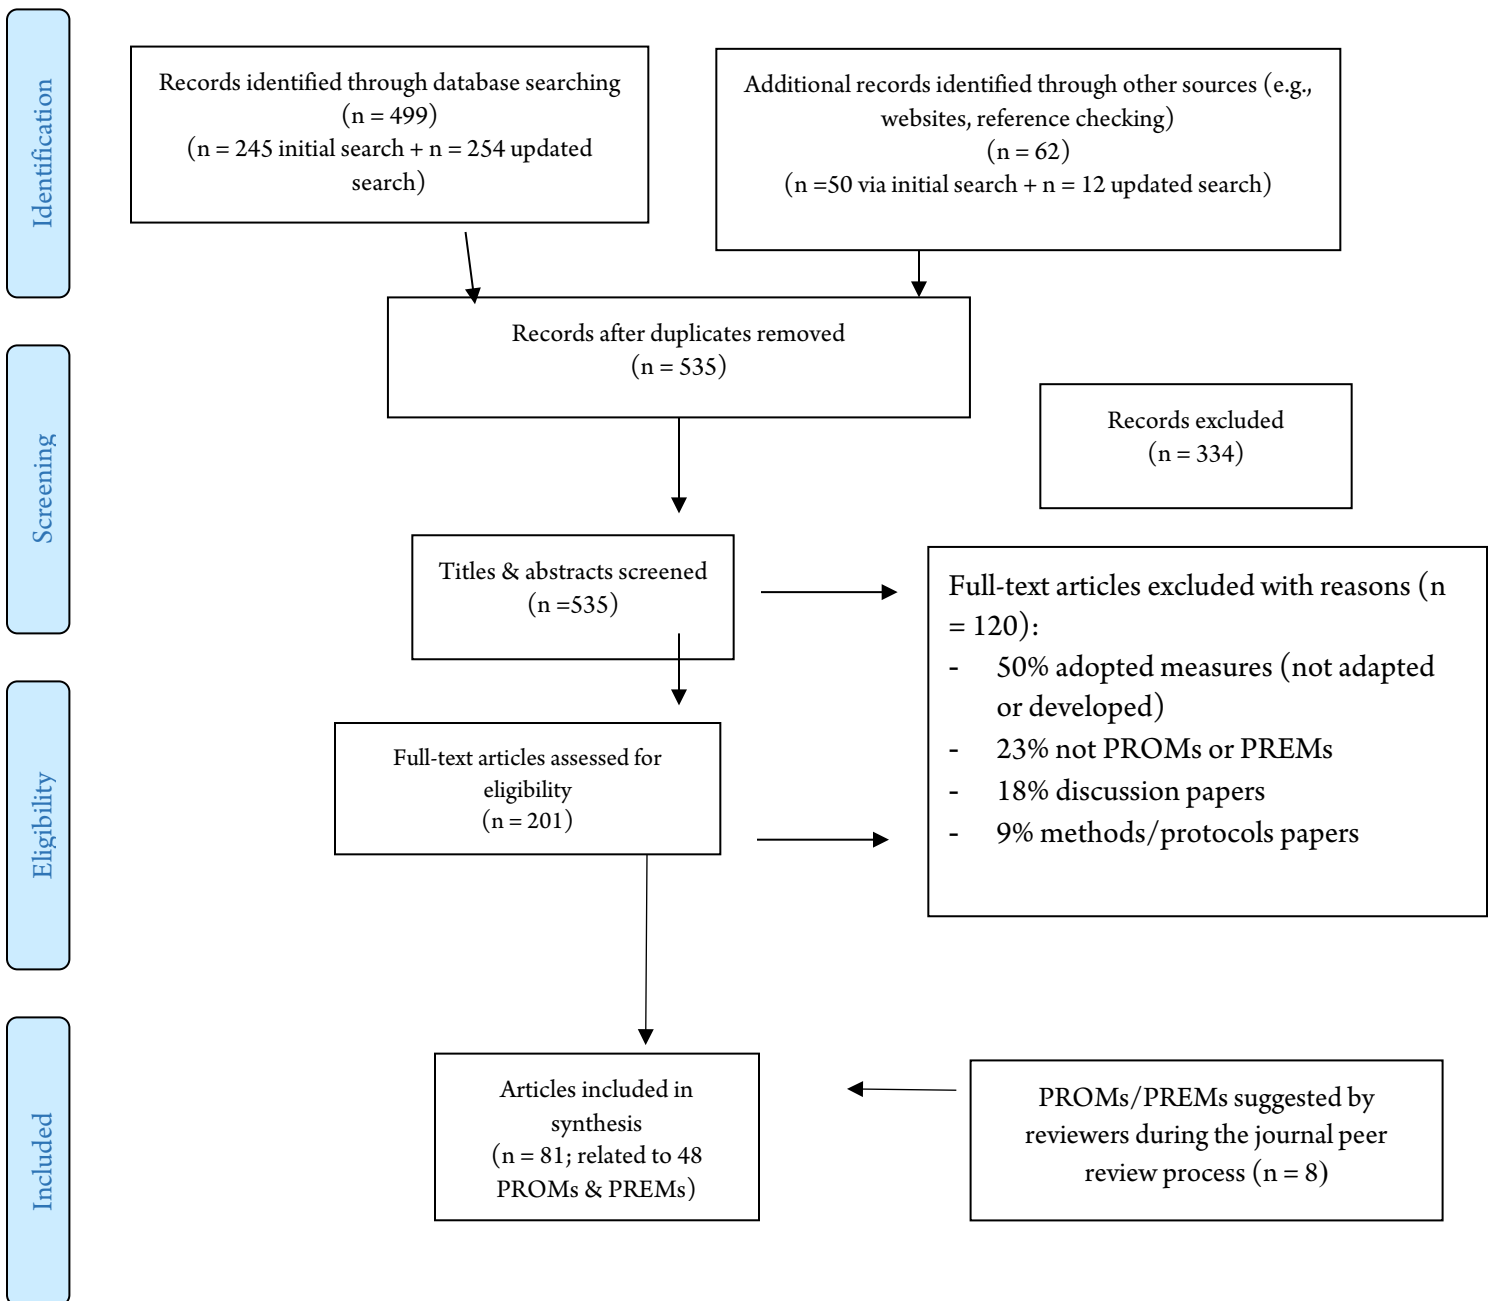 Identification
Records identified through database searching
(n = 499)
(n = 245 initial search + n = 254 updated
search)
Additional records identified through other sources (e.g.,
websites, reference checking)
(n = 62)
(n =50 via initial search + n = 12 updated search)
Records after duplicates removed
(n = 535)
Screening
Records excluded
(n = 334)
Titles & abstracts screened
(n =535)
Full-text articles excluded with reasons (n
= 120):
- 50% adopted measures (not adapted
or developed)
- 23% not PROMs or PREMs
- 18% discussion papers
- 9% methods/protocols papers
Eligibility
Full-text articles assessed for
eligibility
(n = 201)
Included
Articles included in
synthesis
(n = 81; related to 48
PROMs & PREMs)
PROMs/PREMs suggested by
reviewers during the journal peer
review process (n = 8)